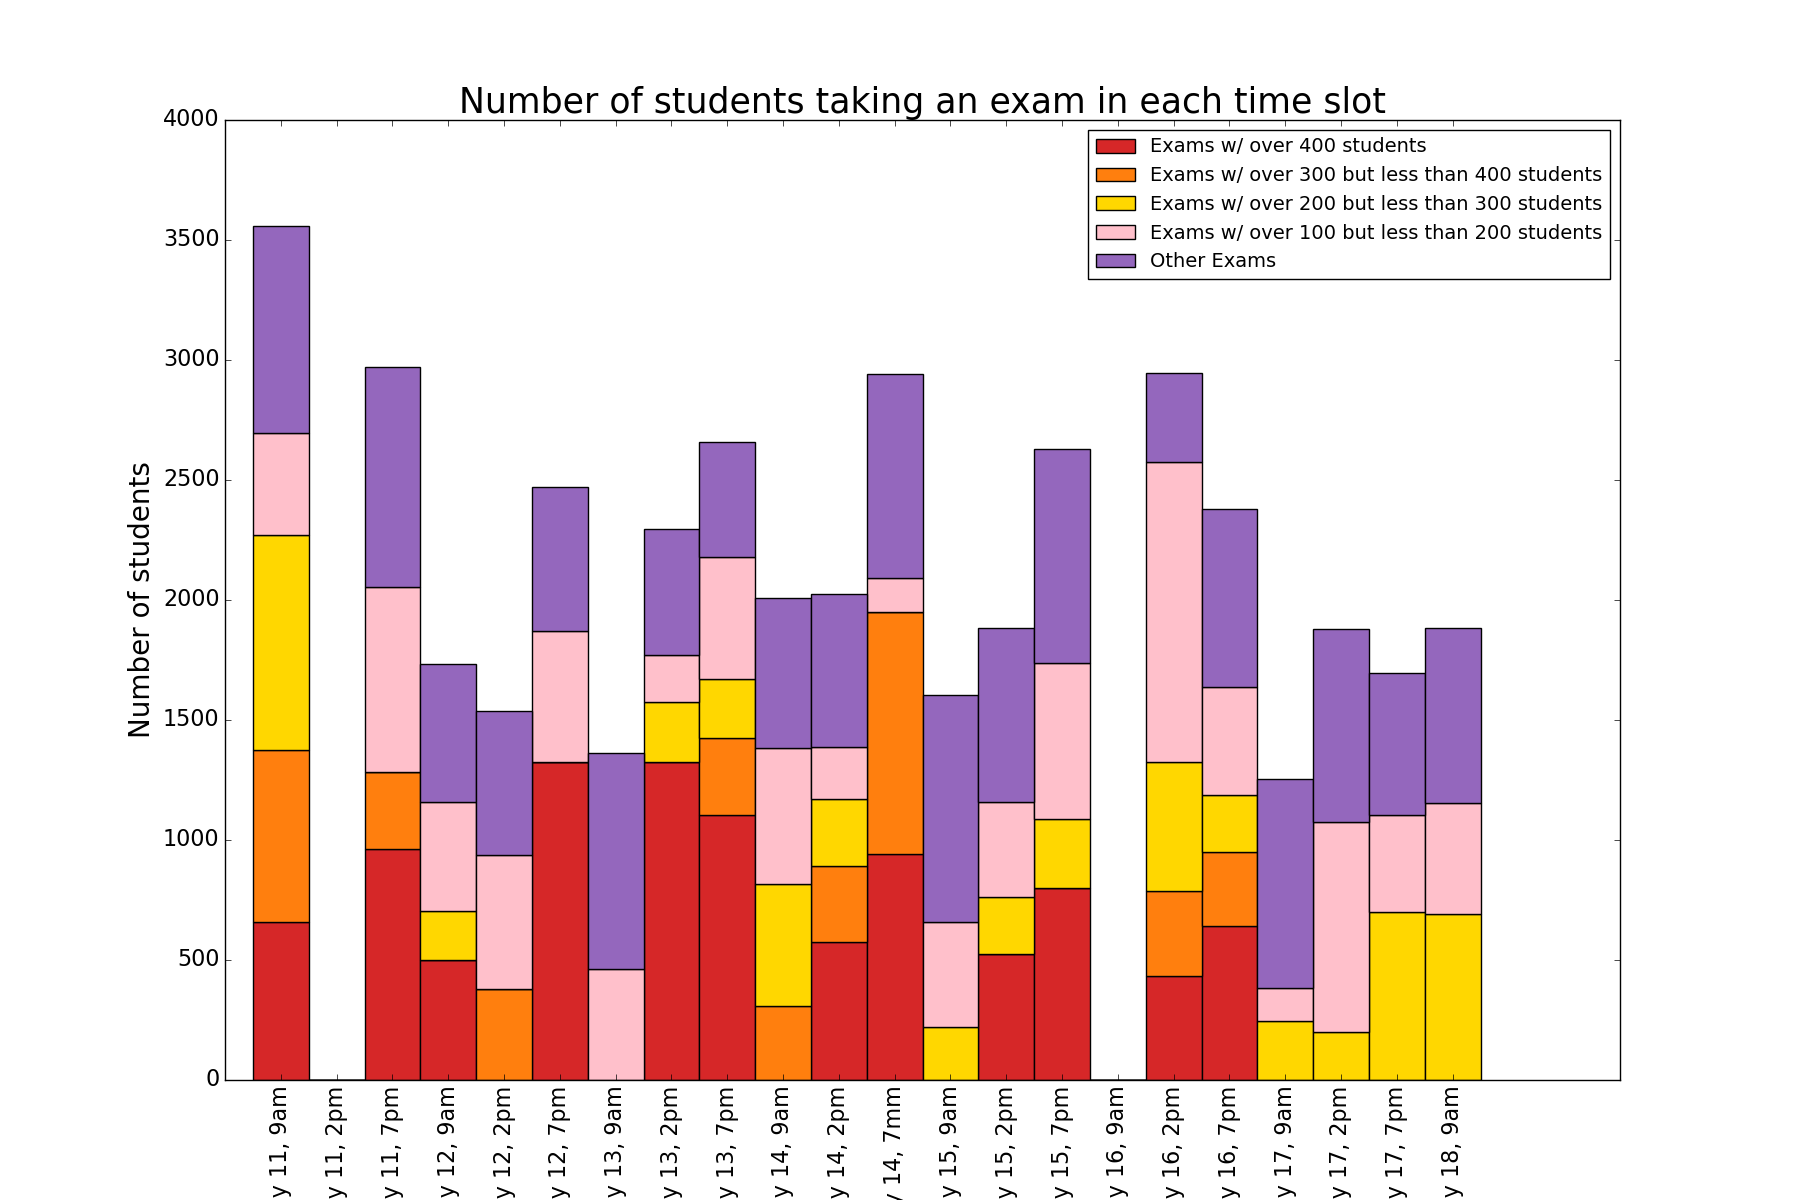 Number of students taking an exam in each time slot
4000
3500
3000
2500
2000
1500
1000
500
0
Number of students
Exams w/ over 400 students
Exams w/ over 300 but less than 400 students
Exams w/ over 200 but less than 300 students
Exams w/ over 100 but less than 200 students
Other Exams
y 11, 9am
y 11, 2pm
y 11, 7pm
y 12, 9am
y 12, 2pm
y 12, 7pm
y 13, 9am
y 13, 2pm
y 13, 7pm
y 14, 9am
y 14, 2pm
y 14, 7mm
y 15, 9am
y 15, 2pm
y 15, 7pm
y 16, 9am
y 16, 2pm
y 16, 7pm
y 17, 9am
y 17, 2pm
y 17, 7pm
y 18, 9am